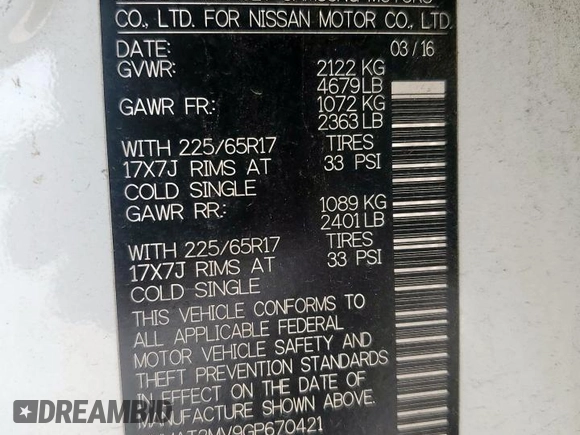 SAMSUNG MOTORS
CO., LTD. FOR NISSAN MOTOR CO., LTD.
DATE: 03/16
GVWR: 2122 KG
4679LB
GAWR FR: 1072 KG
2363 LB
WITH 225/65R17 TIRES
17X7J RIMS AT 33 PSI
COLD SINGLE
GAWR RR: 1089 KG
2401 LB
WITH 225/65R17 TIRES
17X7J RIMS AT 33 PSI
COLD SINGLE
THIS VEHICLE CONFORMS TO
ALL APPLICABLE FEDERAL
MOTOR VEHICLE SAFETY AND
THEFT PREVENTION STANDARDS
IN EFFECT ON THE DATE OF
MANUFACTURE SHOWN ABOVE.
AT2MV9GP670421
DREAMBID